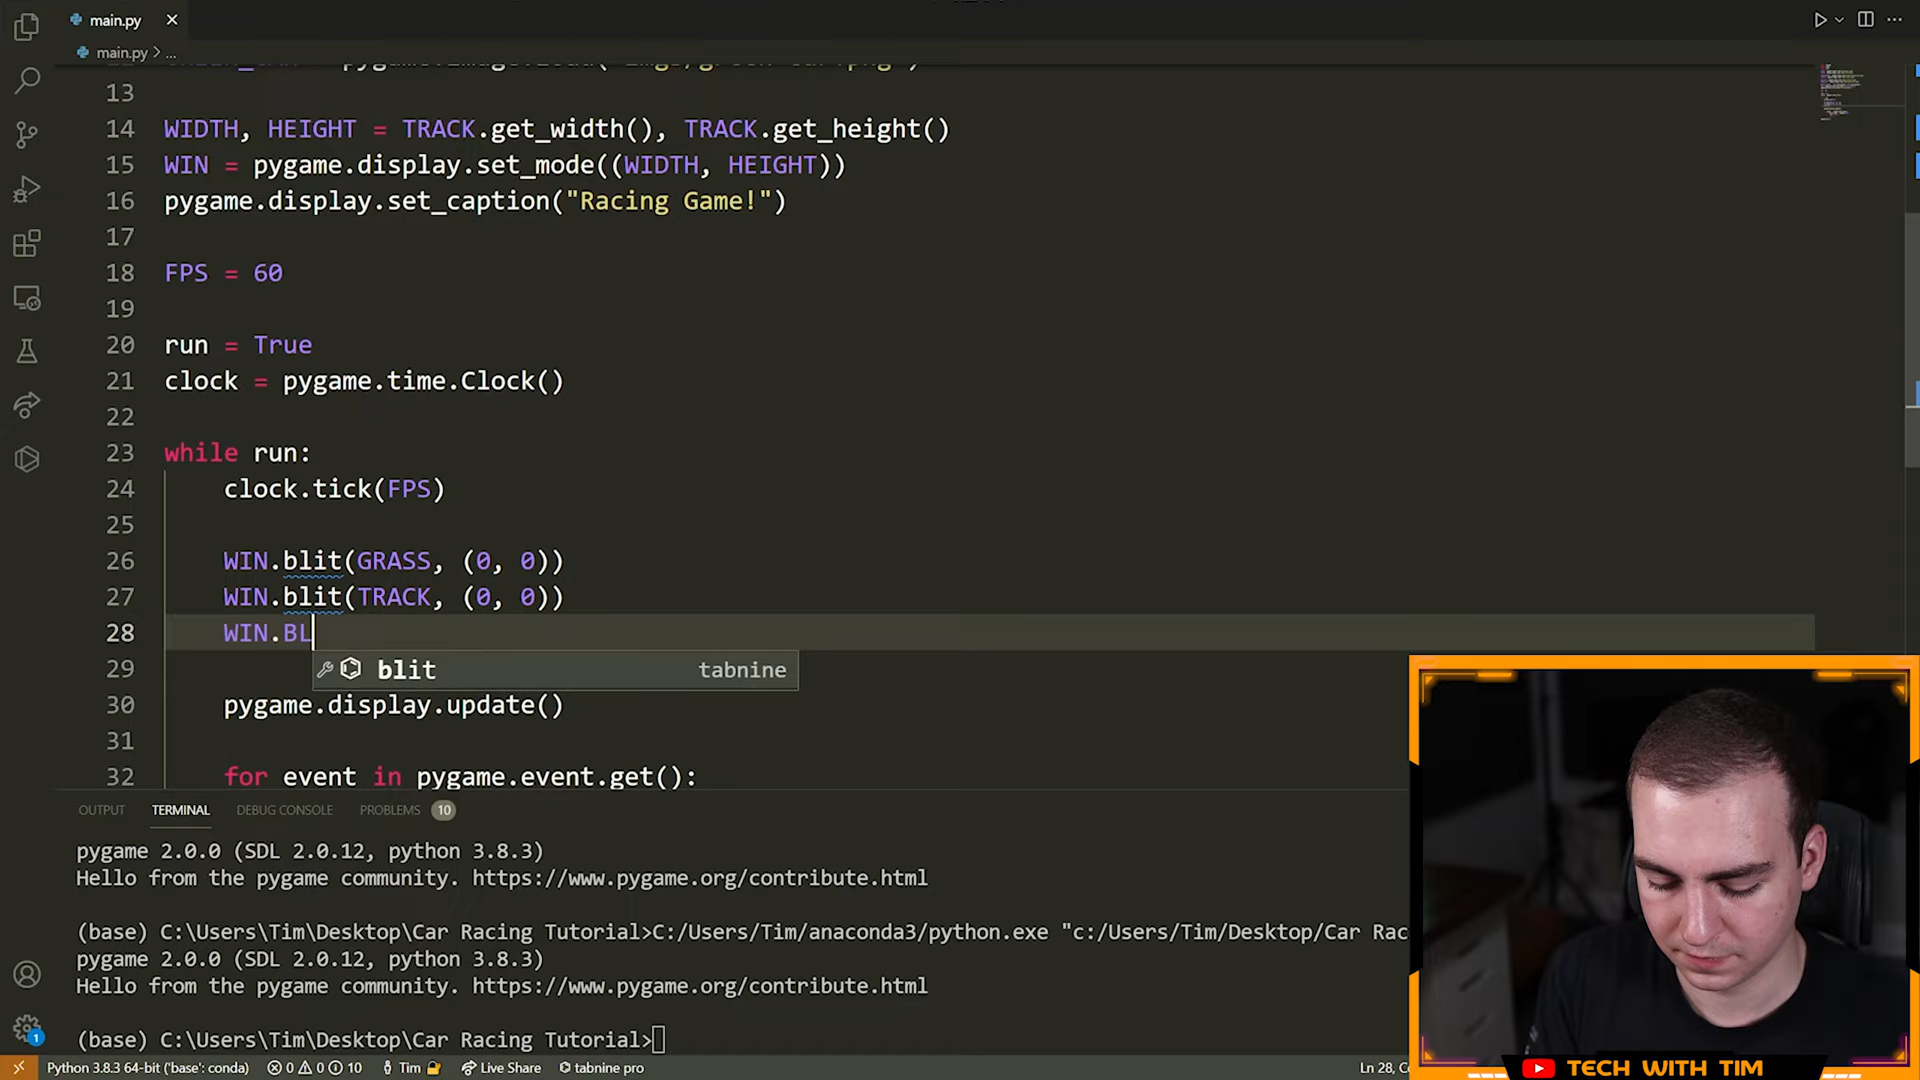 main.py
main.py > ...
13
14 WIDTH, HEIGHT = TRACK.get_width(), TRACK.get_height()
15 WIN = pygame.display.set_mode((WIDTH, HEIGHT))
16 pygame.display.set_caption("Racing Game!")
17
18 FPS = 60
19
20 run = True
21 clock = pygame.time.Clock()
22
23 while run:
24 clock.tick(FPS)
25
26 WIN.blit(GRASS, (0, 0))
27 WIN.blit(TRACK, (0, 0))
28 WIN.BL
29 blit tabnine
30 pygame.display.update()
31
32 for event in pygame.event.get():
OUTPUT TERMINAL DEBUG CONSOLE PROBLEMS 10
pygame 2.0.0 (SDL 2.0.12, python 3.8.3)
Hello from the pygame community. https://www.pygame.org/contribute.html
(base) C:\Users\Tim\Desktop\Car Racing Tutorial>C:/Users/Tim/anaconda3/python.exe "c:/Users/Tim/Desktop/Car Rac
pygame 2.0.0 (SDL 2.0.12, python 3.8.3)
Hello from the pygame community. https://www.pygame.org/contribute.html
(base) C:\Users\Tim\Desktop\Car Racing Tutorial>
1
Python 3.8.3 64-bit ('base': conda) 0 0 10 Tim Live Share tabnine pro Ln 28, C
TECH WITH TIM